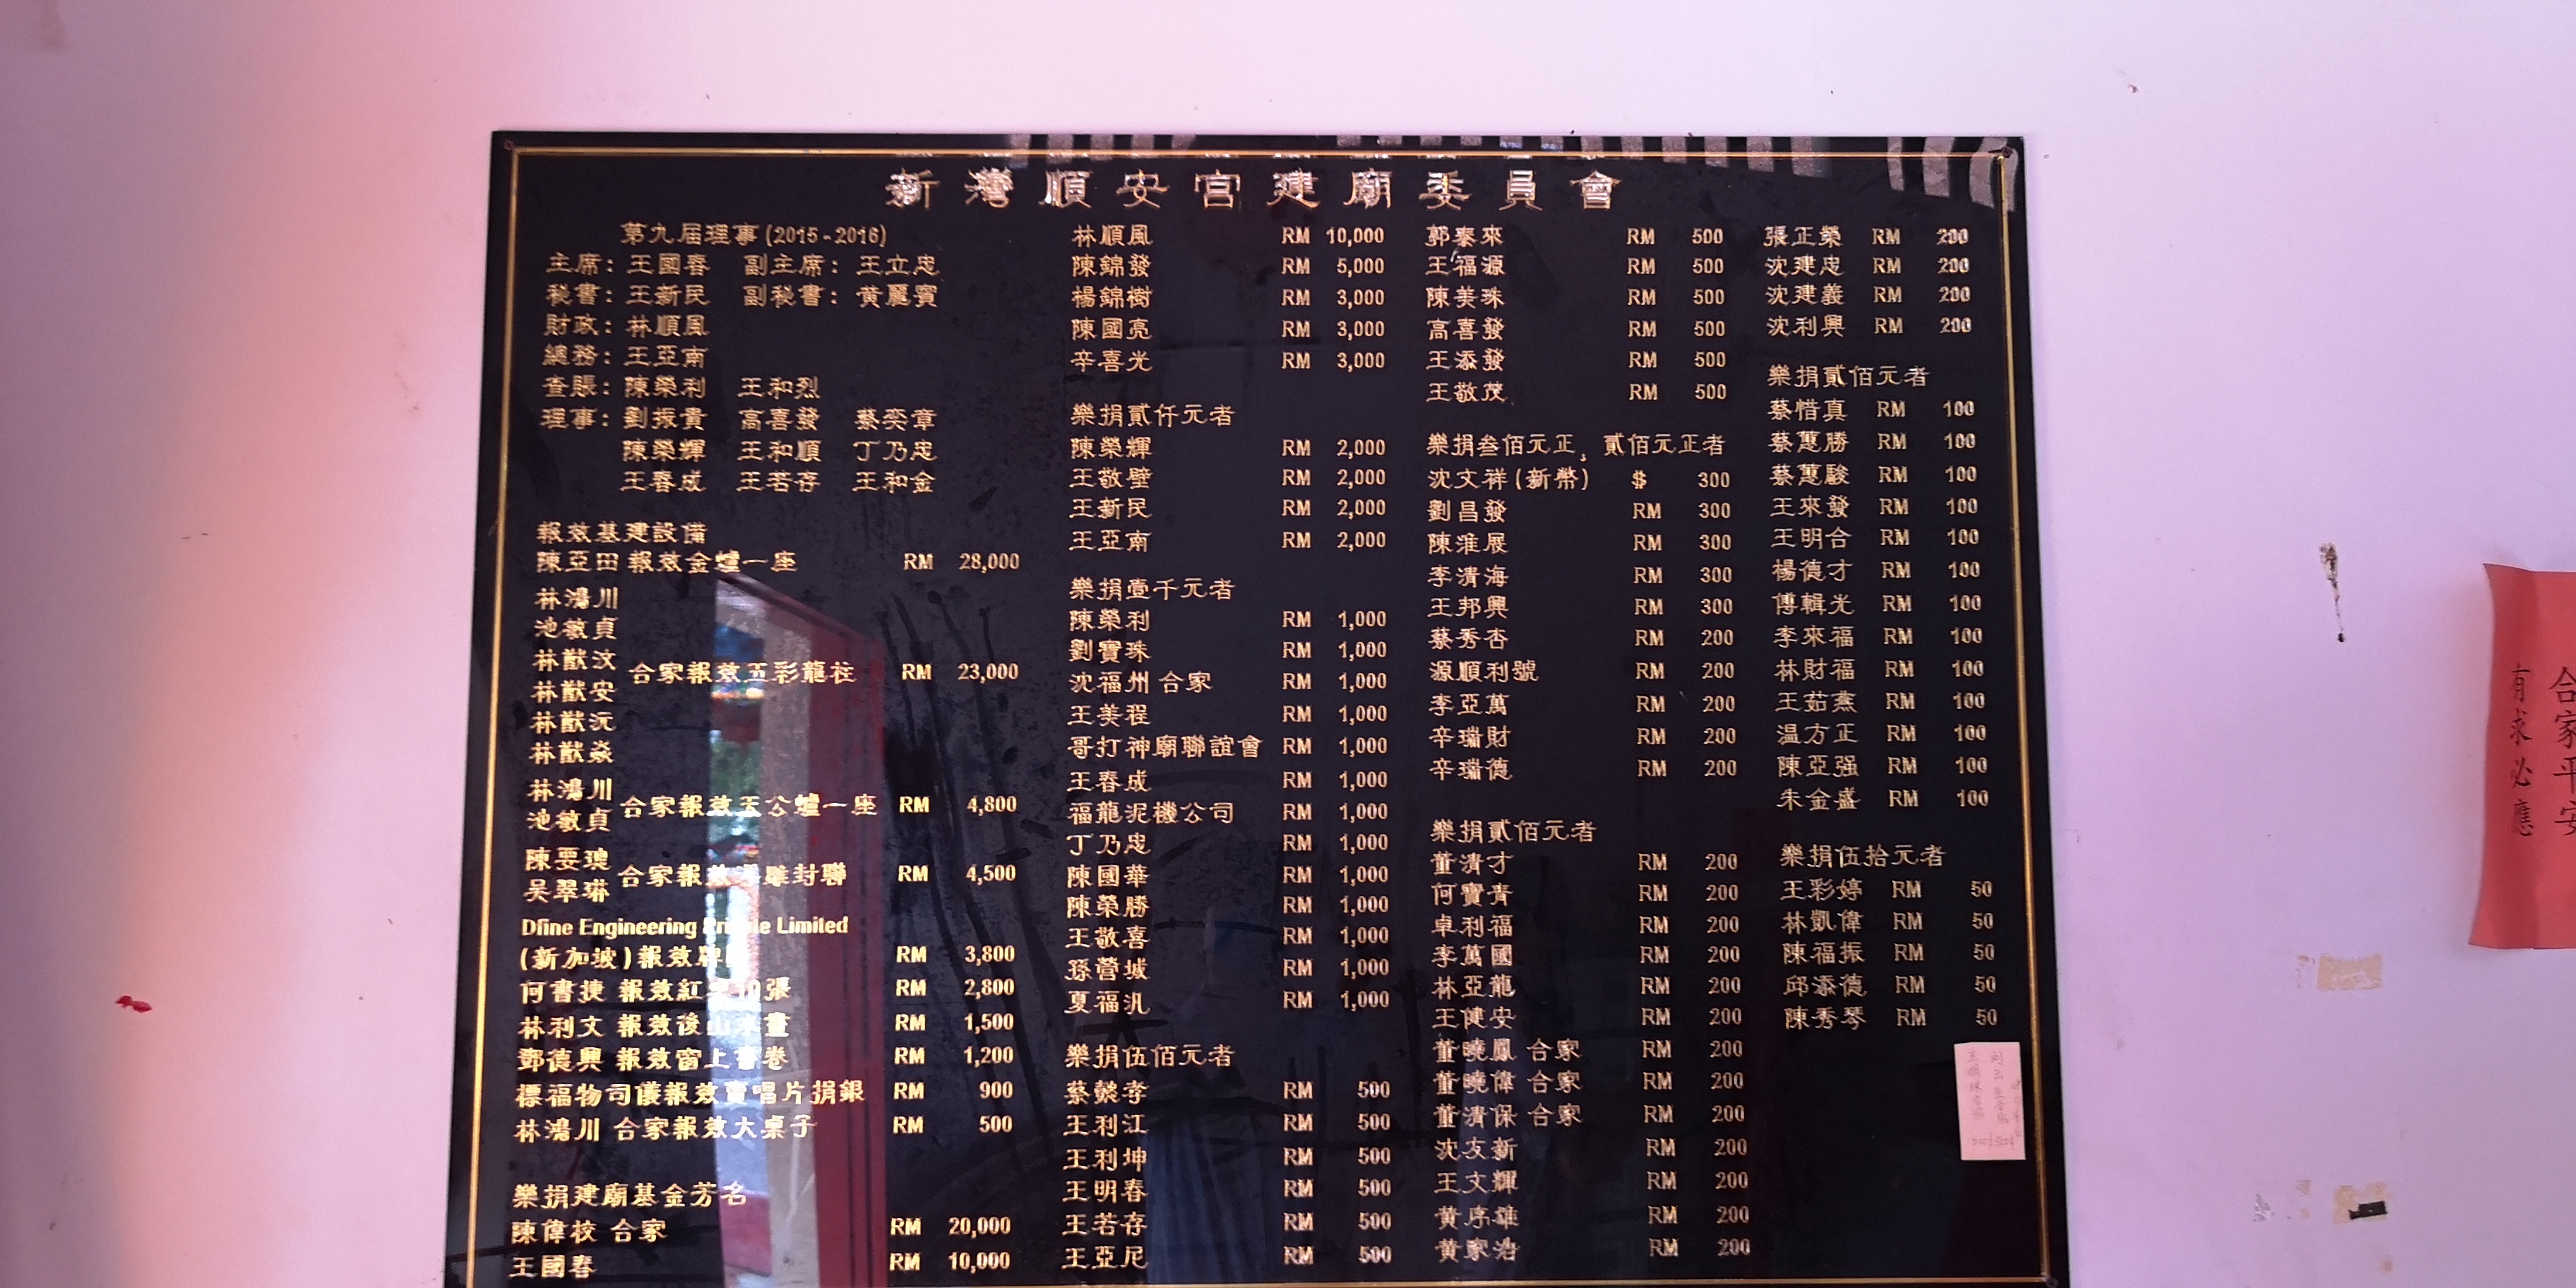 新灣順安宮建廟委員會
第九届理事(2015-2016)
主席: 王國春 副主席: 王立忠
秘書: 王新民 副秘書: 黄麗賓
財政: 林順風
總務: 王亞南
查賬: 陳榮利 王和烈
理事: 劉振貴 高喜發 蔡奕章
陳榮輝 王和順 丁乃忠
王春成 王若存 王和金
報效基建設備
陳亞田 報效金爐一座 RM 28,000
林鴻川
池敏貞
林猷汶
林猷安
林猷沅
林猷焱
合家報效五彩龍柱 RM 23,000
林鴻川
池敏貞
合家報效天公爐一座 RM 4,800
陳耍璁
吴翠琳
合家報效 雕封聯 RM 4,500
Dfine Engineering Private Limited
(新加坡)報效牌 RM 3,800
何書捷 報效紅 10張 RM 2,800
林利文 報效後山水畫 RM 1,500
鄧德興 報效窗上書卷 RM 1,200
標福物司儀報效賣唱片捐銀 RM 900
林鴻川 合家報效大桌子 RM 500
樂捐建廟基金芳名
陳偉校 合家 RM 20,000
王國春 RM 10,000
林順風 RM 10,000
陳錦發 RM 5,000
楊錦樹 RM 3,000
陳國亮 RM 3,000
辛喜光 RM 3,000
樂捐貳仟元者
陳榮輝 RM 2,000
王敬壁 RM 2,000
王新民 RM 2,000
王亞南 RM 2,000
樂捐壹千元者
陳榮利 RM 1,000
劉寶珠 RM 1,000
沈福州 合家 RM 1,000
王美程 RM 1,000
哥打神廟聯誼會 RM 1,000
王春成 RM 1,000
福龍泥機公司 RM 1,000
丁乃忠 RM 1,000
陳國華 RM 1,000
陳榮勝 RM 1,000
王敬喜 RM 1,000
孫營城 RM 1,000
夏福汎 RM 1,000
樂捐伍佰元者
蔡懿孝 RM 500
王利江 RM 500
王利坤 RM 500
王明春 RM 500
王若存 RM 500
王亞尼 RM 500
郭泰來 RM 500
王福源 RM 500
陳美珠 RM 500
高喜發 RM 500
王添發 RM 500
王敬茂 RM 500
樂捐叁佰元正, 貳佰元正者
沈文祥(新幣) $ 300
劉昌發 RM 300
陳淮展 RM 300
李清海 RM 300
王邦興 RM 300
蔡秀杏 RM 200
源順利號 RM 200
李亞萬 RM 200
辛瑞財 RM 200
辛瑞德 RM 200
樂捐貳佰元者
董清才 RM 200
何寶青 RM 200
卓利福 RM 200
李萬國 RM 200
林亞龍 RM 200
王健安 RM 200
董曉鳳 合家 RM 200
董曉偉 合家 RM 200
董清保 合家 RM 200
沈友新 RM 200
王文輝 RM 200
黄序雄 RM 200
黄家浩 RM 200
張正榮 RM 200
沈建忠 RM 200
沈建義 RM 200
沈利興 RM 200
樂捐貳佰元者
蔡惜真 RM 100
蔡蕙勝 RM 100
蔡蕙駿 RM 100
王來發 RM 100
王明合 RM 100
楊德才 RM 100
傅輯光 RM 100
李來福 RM 100
林財福 RM 100
王茹燕 RM 100
温方正 RM 100
陳亞强 RM 100
朱金盛 RM 100
樂捐伍拾元者
王彩婷 RM 50
林凱偉 RM 50
陳福振 RM 50
邱添德 RM 50
陳秀琴 RM 50
合家平安
有求必應